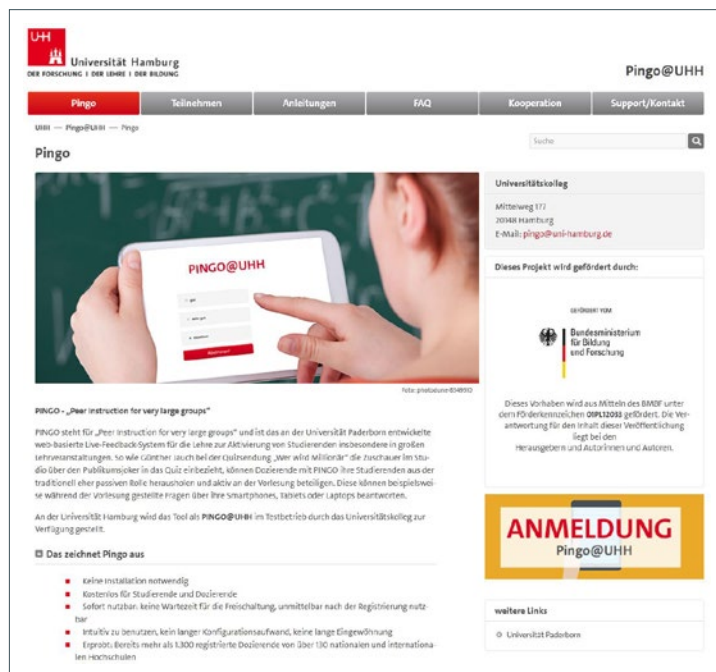 UHH
Universität Hamburg
DER FORSCHUNG | DER LEHRE | DER BILDUNG
Pingo@UHH
Pingo
Teilnehmen
Anleitungen
FAQ
Kooperation
Support/Kontakt
UHH — Pingo@UHH — Pingo
Suche
Pingo
PINGO@UHH
Foto:
PINGO - „Peer Instruction for very large groups“
PINGO steht für „Peer Instruction for very large groups“ und ist das an der Universität Paderborn entwickelte
web-basierte Live-Feedback-System für die Lehre zur Aktivierung von Studierenden insbesondere in großen
Lehrveranstaltungen. So wie Günther Jauch bei der Quizsendung „Wer wird Millionär“ die Zuschauer im Stu-
dio über den Publikumsjoker in das Quiz einbezieht, können Dozierende mit PINGO ihre Studierenden aus der
traditionell eher passiven Rolle herausholen und aktiv an der Vorlesung beteiligen. Diese können beispielswei-
se während der Vorlesung gestellte Fragen über ihre Smartphones, Tablets oder Laptops beantworten.
An der Universität Hamburg wird das Tool als PINGO@UHH im Testbetrieb durch das Universitätskolleg zur
Verfügung gestellt.
Das zeichnet Pingo aus
Keine Installation notwendig
Kostenlos für Studierende und Dozierende
Sofort nutzbar: keine Wartezeit für die Freischaltung, unmittelbar nach der Registrierung nutz-
bar
Intuitiv zu benutzen, kein langer Konfigurationsaufwand, keine lange Eingewöhnung
Erprobt: Bereits mehr als 1.300 registrierte Dozierende von über 130 nationalen und internationa-
len Hochschulen
Universitätskolleg
Mittelweg 177
20148 Hamburg
E-Mail: pingo@uni-hamburg.de
Dieses Projekt wird gefördert durch:
GEFÖRDERT VOM
Bundesministerium
für Bildung
und Forschung
Dieses Vorhaben wird aus Mitteln des BMBF unter
dem Förderkennzeichen 01PL12033 gefördert. Die Ver-
antwortung für den Inhalt dieser Veröffentlichung
liegt bei den
Herausgebern und Autorinnen und Autoren.
ANMELDUNG
Pingo@UHH
weitere Links
Universität Paderborn